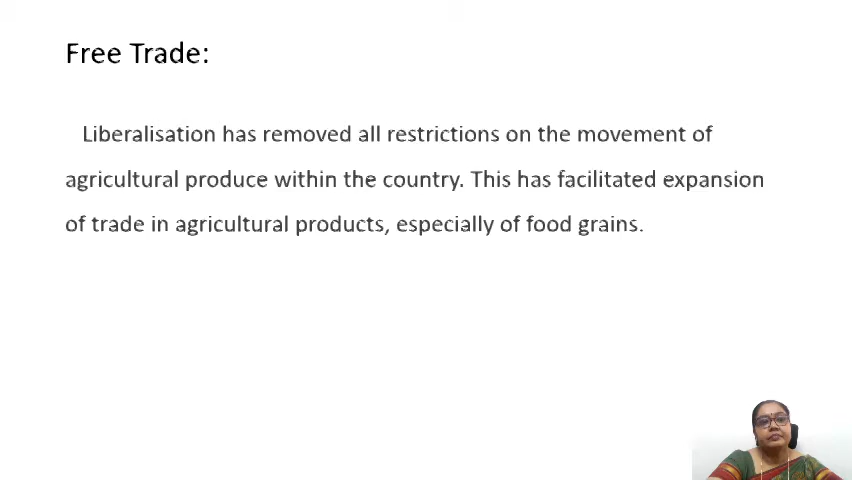 Free Trade:
Liberalisation has removed all restrictions on the movement of
agricultural produce within the country. This has facilitated expansion
of trade in agricultural products, especially of food grains.